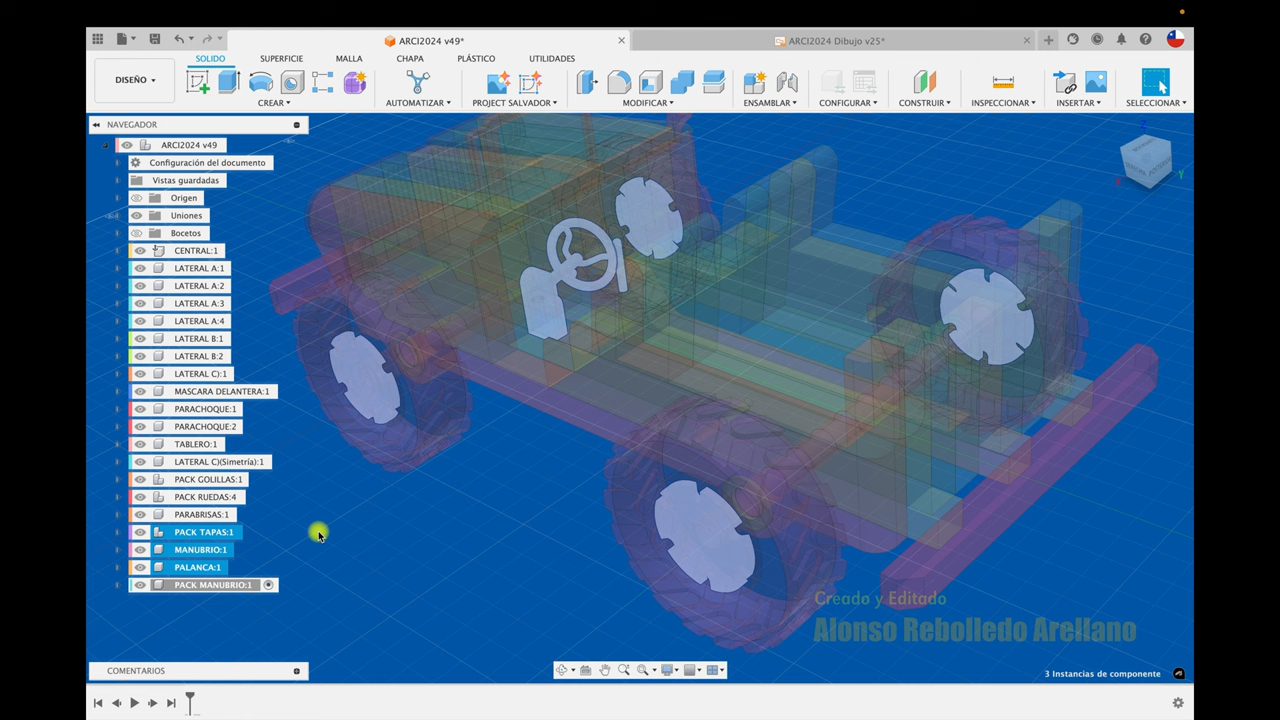 ARCI2024 v49*
ARCI2024 Dibujo v25*
DISEÑO
SOLIDO
SUPERFICIE
MALLA
CHAPA
PLÁSTICO
UTILIDADES
CREAR
AUTOMATIZAR
PROJECT SALVADOR
MODIFICAR
ENSAMBLAR
CONFIGURAR
CONSTRUIR
INSPECCIONAR
INSERTAR
SELECCIONAR
NAVEGADOR
ARCI2024 v49
Configuración del documento
Vistas guardadas
Origen
Uniones
Bocetos
CENTRAL:1
LATERAL A:1
LATERAL A:2
LATERAL A:3
LATERAL A:4
LATERAL B:1
LATERAL B:2
LATERAL C):1
MASCARA DELANTERA:1
PARACHOQUE:1
PARACHOQUE:2
TABLERO:1
LATERAL C)(Simetría):1
PACK GOLILLAS:1
PACK RUEDAS:4
PARABRISAS:1
PACK TAPAS:1
MANUBRIO:1
PALANCA:1
PACK MANUBRIO:1
Z
Y
X
Creado y Editado
Alonso Rebolledo Arellano
COMENTARIOS
3 Instancias de componente